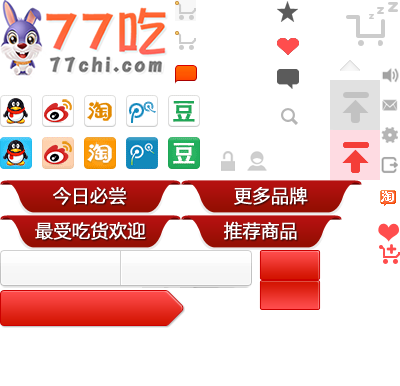 77吃
77chi.com
z z z
淘 豆
淘 豆
淘
今日必尝 更多品牌
最受吃货欢迎 推荐商品